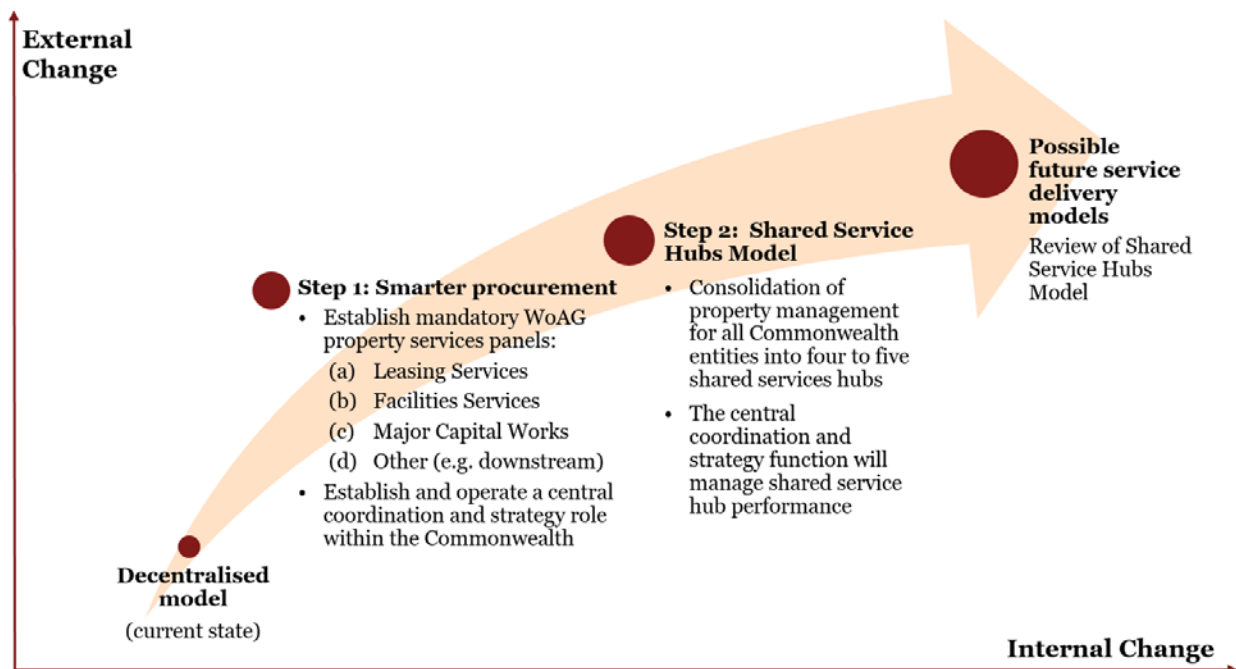 External
Change
Possible
future service
delivery
models
Review of Shared
Service Hubs
Model
Step 2:  Shared Service
Hubs Model
• Consolidation of
property management
for all Commonwealth
entities into four to five
shared services hubs
• The central
coordination and
strategy function will
manage shared service
hub performance
Step 1: Smarter procurement
• Establish mandatory WoAG
property services panels:
(a) Leasing Services
(b) Facilities Services
(c) Major Capital Works
(d) Other (e.g. downstream)
• Establish and operate a central
coordination and strategy role
within the Commonwealth
Decentralised
model
(current state)
Internal Change